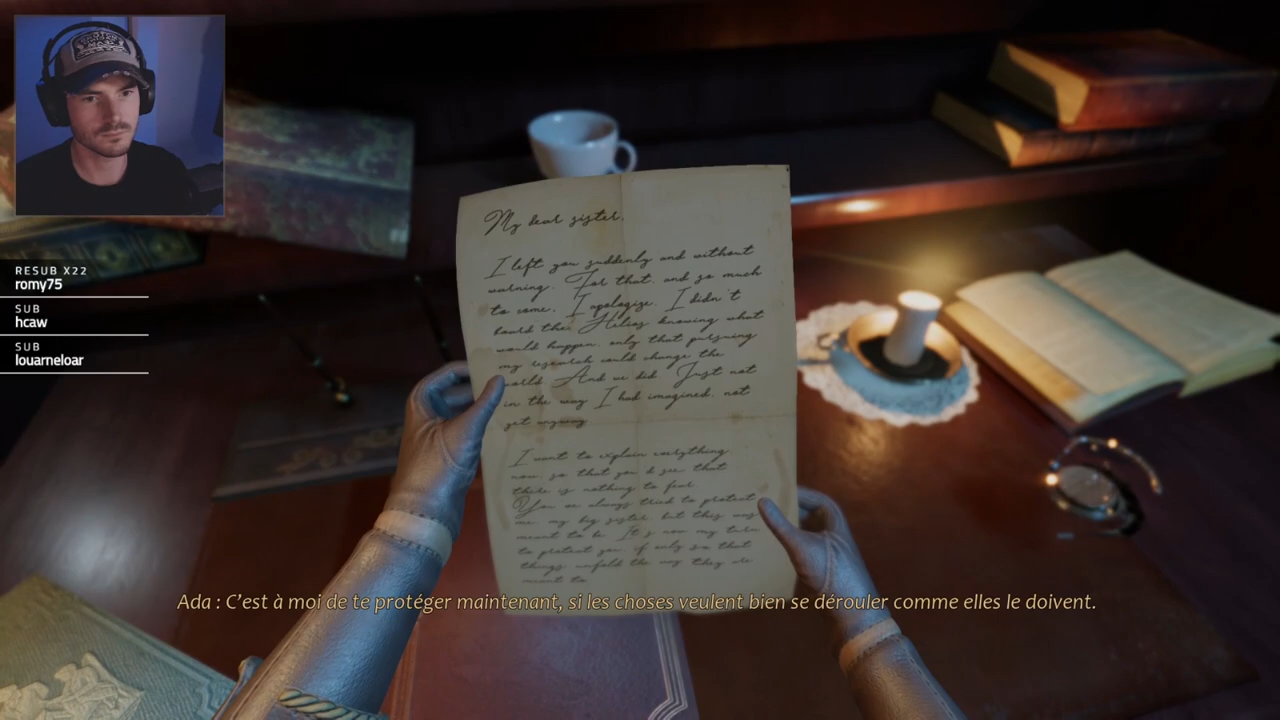 RESUB X22
romy75
SUB
hcaw
SUB
louarneloar
My dear sister,
I left you suddenly and without
warning. For that, and so much
to come, I apologize. I didn't
board the Helios knowing what
would happen, only that pursuing
my research could change the
world. And we did. Just not
in the way I had imagined, not
yet anyway.
I want to explain everything
now, so that you'll see that
there is nothing to fear.
You've always tried to protect
me, my big sister, but this was
meant to be. It's now my turn
to protect you, if only so that
things unfold the way they are
meant to.
Ada : C'est à moi de te protéger maintenant, si les choses veulent bien se dérouler comme elles le doivent.